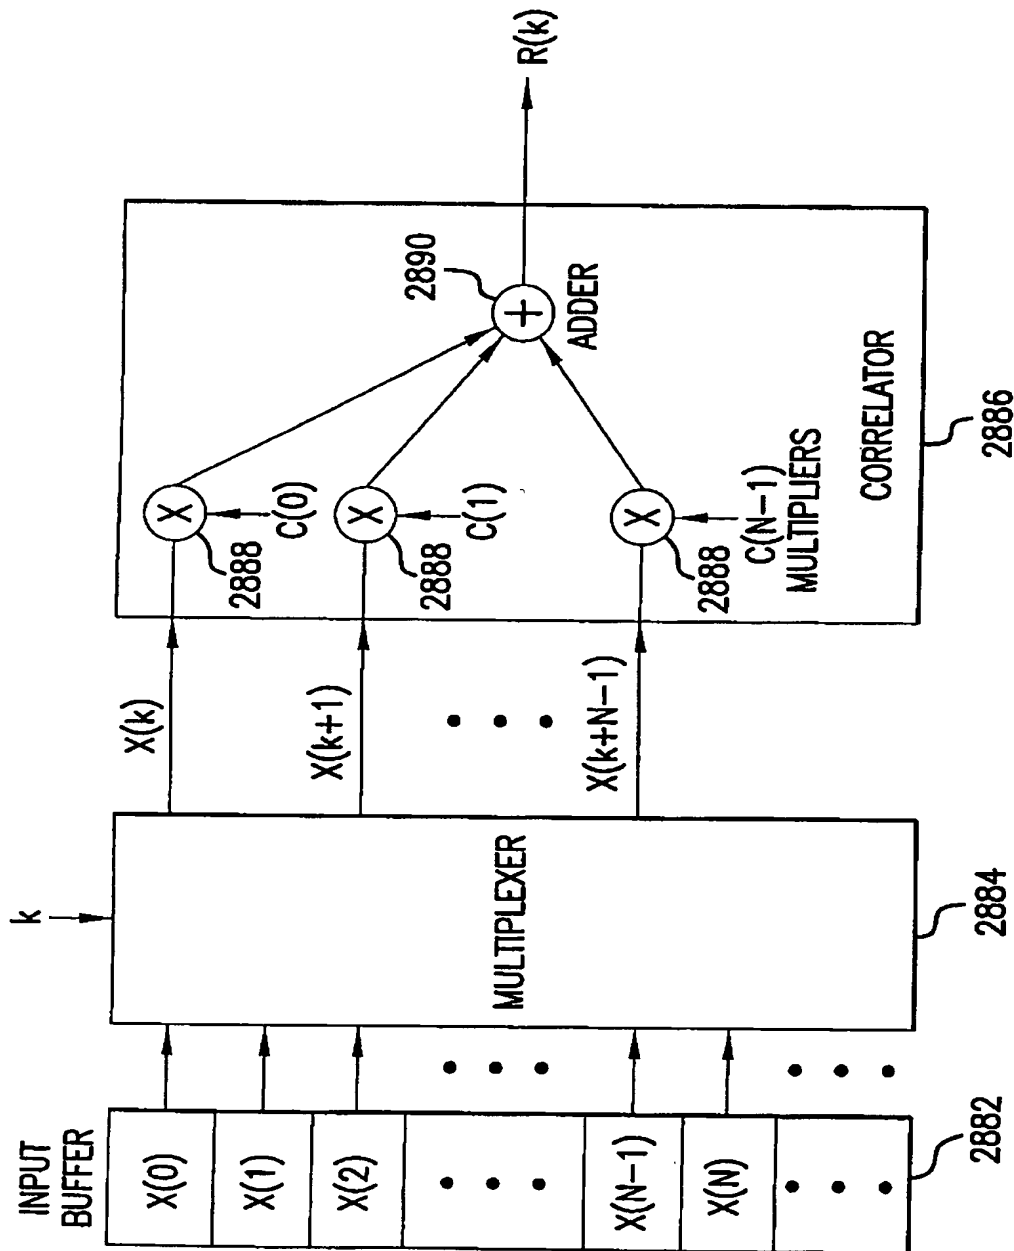 INPUT
BUFFER
X(0)
X(1)
X(2)
X(N-1)
X(N)
2882
k
MULTIPLEXER
2884
X(k)
X(k+1)
X(k+N-1)
X
2888
C(0)
X
2888
C(1)
X
2888
C(N-1)
MULTIPLIERS
2890
+
ADDER
CORRELATOR
2886
R(k)